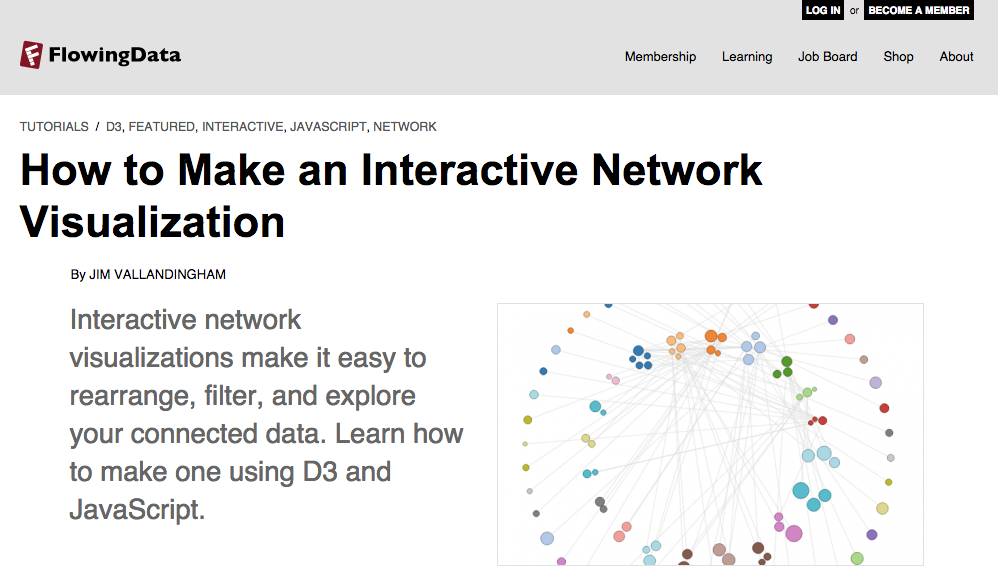 LOG IN or BECOME A MEMBER
FlowingData
Membership Learning Job Board Shop About
TUTORIALS / D3, FEATURED, INTERACTIVE, JAVASCRIPT, NETWORK
How to Make an Interactive Network
Visualization
By JIM VALLANDINGHAM
Interactive network
visualizations make it easy to
rearrange, filter, and explore
your connected data. Learn how
to make one using D3 and
JavaScript.